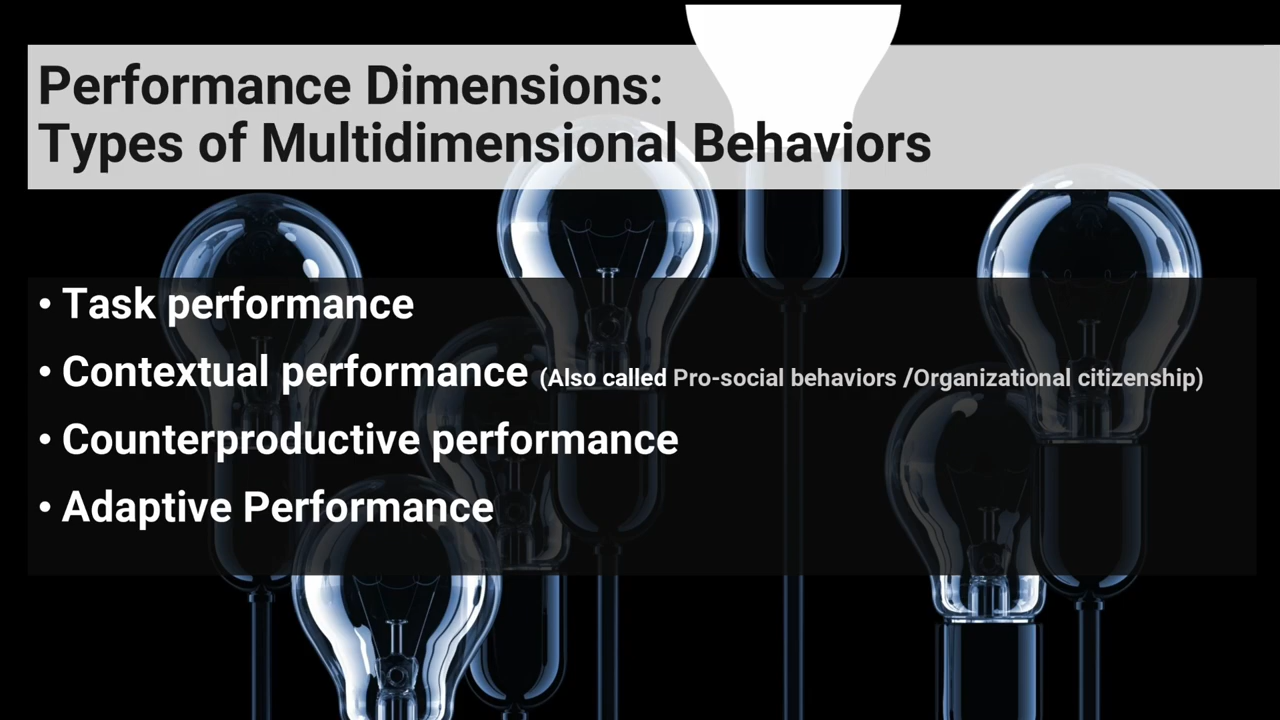 Performance Dimensions:
Types of Multidimensional Behaviors
• Task performance
• Contextual performance (Also called Pro-social behaviors /Organizational citizenship)
• Counterproductive performance
• Adaptive Performance